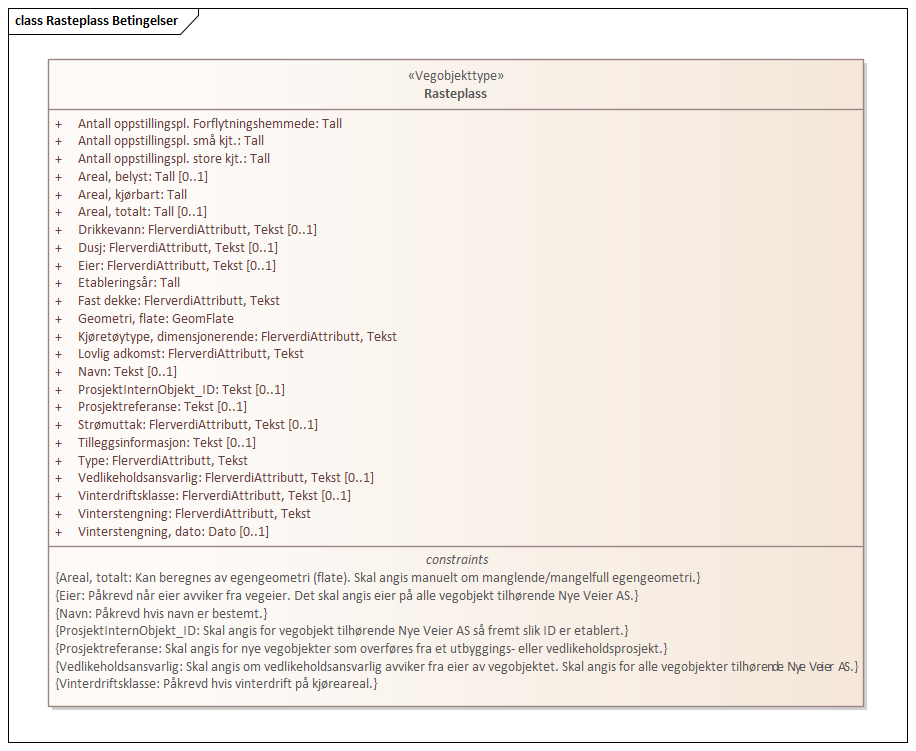 class Rasteplass Betingelser
«Vegobjekttype»
Rasteplass
+ Antall oppstillingspl. Forflytningshemmede: Tall
+ Antall oppstillingspl. små kjt.: Tall
+ Antall oppstillingspl. store kjt.: Tall
+ Areal, belyst: Tall [0..1]
+ Areal, kjørbart: Tall
+ Areal, totalt: Tall [0..1]
+ Drikkevann: FlerverdiAttributt, Tekst [0..1]
+ Dusj: FlerverdiAttributt, Tekst [0..1]
+ Eier: FlerverdiAttributt, Tekst [0..1]
+ Etableringsår: Tall
+ Fast dekke: FlerverdiAttributt, Tekst
+ Geometri, flate: GeomFlate
+ Kjøretøytype, dimensjonerende: FlerverdiAttributt, Tekst
+ Lovlig adkomst: FlerverdiAttributt, Tekst
+ Navn: Tekst [0..1]
+ ProsjektInternObjekt_ID: Tekst [0..1]
+ Prosjektreferanse: Tekst [0..1]
+ Strømuttak: FlerverdiAttributt, Tekst [0..1]
+ Tilleggsinformasjon: Tekst [0..1]
+ Type: FlerverdiAttributt, Tekst
+ Vedlikeholdsansvarlig: FlerverdiAttributt, Tekst [0..1]
+ Vinterdriftsklasse: FlerverdiAttributt, Tekst [0..1]
+ Vinterstengning: FlerverdiAttributt, Tekst
+ Vinterstengning, dato: Dato [0..1]
constraints
{Areal, totalt: Kan beregnes av egengeometri (flate). Skal angis manuelt om manglende/mangelfull egengeometri.}
{Eier: Påkrevd når eier avviker fra vegeier. Det skal angis eier på alle vegobjekt tilhørende Nye Veier AS.}
{Navn: Påkrevd hvis navn er bestemt.}
{ProsjektInternObjekt_ID: Skal angis for vegobjekt tilhørende Nye Veier AS så fremt slik ID er etablert.}
{Prosjektreferanse: Skal angis for nye vegobjekter som overføres fra et utbyggings- eller vedlikeholdsprosjekt.}
{Vedlikeholdsansvarlig: Skal angis om vedlikeholdsansvarlig avviker fra eier av vegobjektet. Skal angis for alle vegobjekter tilhørende Nye Veier AS.}
{Vinterdriftsklasse: Påkrevd hvis vinterdrift på kjøreareal.}